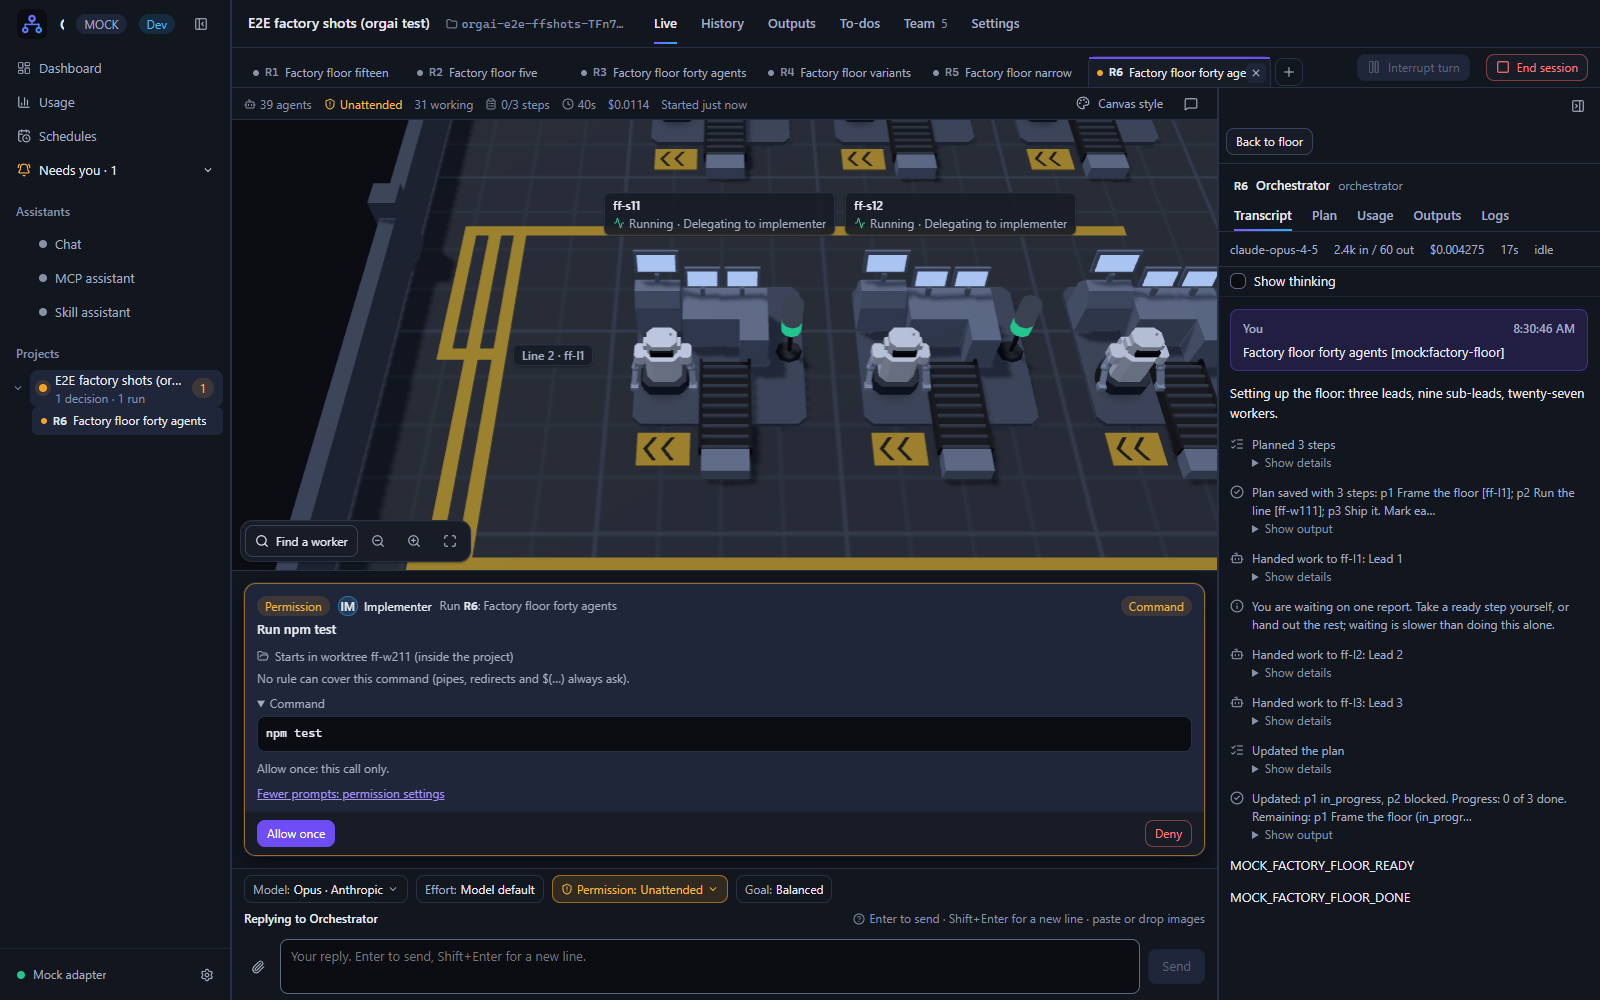 MOCK
Dev
Dashboard
Usage
Schedules
Needs you · 1
Assistants
Chat
MCP assistant
Skill assistant
Projects
E2E factory shots (or...
1 decision · 1 run
1
R6 Factory floor forty agents
Mock adapter
E2E factory shots (orgai test)
orgai-e2e-ffshots-TFn7...
Live
History
Outputs
To-dos
Team 5
Settings
R1 Factory floor fifteen
R2 Factory floor five
R3 Factory floor forty agents
R4 Factory floor variants
R5 Factory floor narrow
R6 Factory floor forty age
Interrupt turn
End session
39 agents
Unattended
31 working
0/3 steps
40s
$0.0114
Started just now
Canvas style
ff-s11
Running · Delegating to implementer
ff-s12
Running · Delegating to implementer
Line 2 · ff-l1
Find a worker
Permission
IM Implementer Run R6: Factory floor forty agents
Command
Run npm test
Starts in worktree ff-w211 (inside the project)
No rule can cover this command (pipes, redirects and $(...) always ask).
Command
npm test
Allow once: this call only.
Fewer prompts: permission settings
Allow once
Deny
Model: Opus · Anthropic
Effort: Model default
Permission: Unattended
Goal: Balanced
Replying to Orchestrator
Enter to send · Shift+Enter for a new line · paste or drop images
Your reply. Enter to send, Shift+Enter for a new line.
Send
Back to floor
R6 Orchestrator orchestrator
Transcript
Plan
Usage
Outputs
Logs
claude-opus-4-5
2.4k in / 60 out
$0.004275
17s
idle
Show thinking
You
8:30:46 AM
Factory floor forty agents [mock:factory-floor]
Setting up the floor: three leads, nine sub-leads, twenty-seven
workers.
Planned 3 steps
Show details
Plan saved with 3 steps: p1 Frame the floor [ff-l1]; p2 Run the
line [ff-w111]; p3 Ship it. Mark ea...
Show output
Handed work to ff-l1: Lead 1
Show details
You are waiting on one report. Take a ready step yourself, or
hand out the rest; waiting is slower than doing this alone.
Handed work to ff-l2: Lead 2
Show details
Handed work to ff-l3: Lead 3
Show details
Updated the plan
Show details
Updated: p1 in_progress, p2 blocked. Progress: 0 of 3 done.
Remaining: p1 Frame the floor (in_progr...
Show output
MOCK_FACTORY_FLOOR_READY
MOCK_FACTORY_FLOOR_DONE